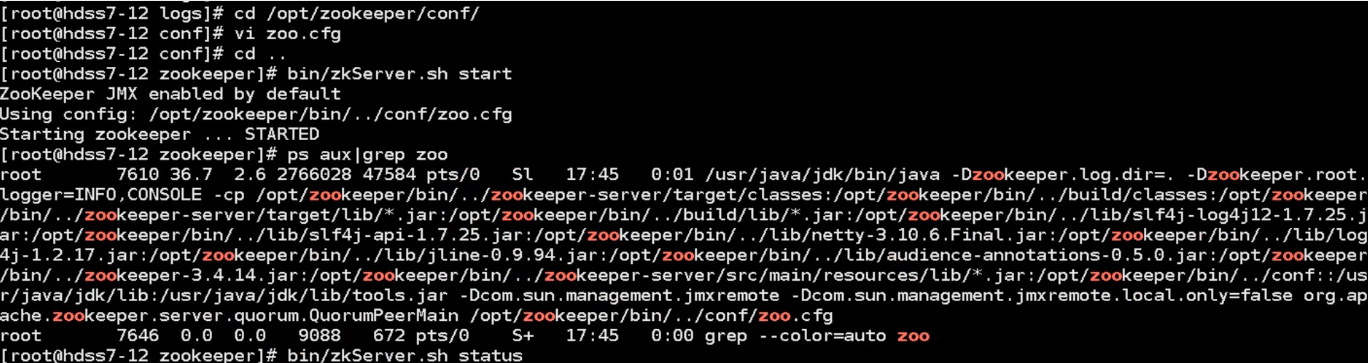 [root@hdss7-12 logs]# cd /opt/zookeeper/conf/
[root@hdss7-12 conf]# vi zoo.cfg
[root@hdss7-12 conf]# cd ..
[root@hdss7-12 zookeeper]# bin/zkServer.sh start
ZooKeeper JMX enabled by default
Using config: /opt/zookeeper/bin/../conf/zoo.cfg
Starting zookeeper ... STARTED
[root@hdss7-12 zookeeper]# ps aux|grep zoo
root      7610 36.7  2.6 2766028 47584 pts/0   Sl   17:45   0:01 /usr/java/jdk/bin/java -Dzookeeper.log.dir=. -Dzookeeper.root.
logger=INFO,CONSOLE -cp /opt/zookeeper/bin/../zookeeper-server/target/classes:/opt/zookeeper/bin/../build/classes:/opt/zookeeper
/bin/../zookeeper-server/target/lib/*.jar:/opt/zookeeper/bin/../build/lib/*.jar:/opt/zookeeper/bin/../lib/slf4j-log4j12-1.7.25.j
ar:/opt/zookeeper/bin/../lib/slf4j-api-1.7.25.jar:/opt/zookeeper/bin/../lib/netty-3.10.6.Final.jar:/opt/zookeeper/bin/../lib/log
4j-1.2.17.jar:/opt/zookeeper/bin/../lib/jline-0.9.94.jar:/opt/zookeeper/bin/../lib/audience-annotations-0.5.0.jar:/opt/zookeeper
/bin/../zookeeper-3.4.14.jar:/opt/zookeeper/bin/../zookeeper-server/src/main/resources/lib/*.jar:/opt/zookeeper/bin/../conf::/us
r/java/jdk/lib:/usr/java/jdk/lib/tools.jar -Dcom.sun.management.jmxremote -Dcom.sun.management.jmxremote.local.only=false org.ap
ache.zookeeper.server.quorum.QuorumPeerMain /opt/zookeeper/bin/../conf/zoo.cfg
root      7646  0.0  0.0   9088   672 pts/0    S+   17:45   0:00 grep --color=auto zoo
[root@hdss7-12 zookeeper]# bin/zkServer.sh status